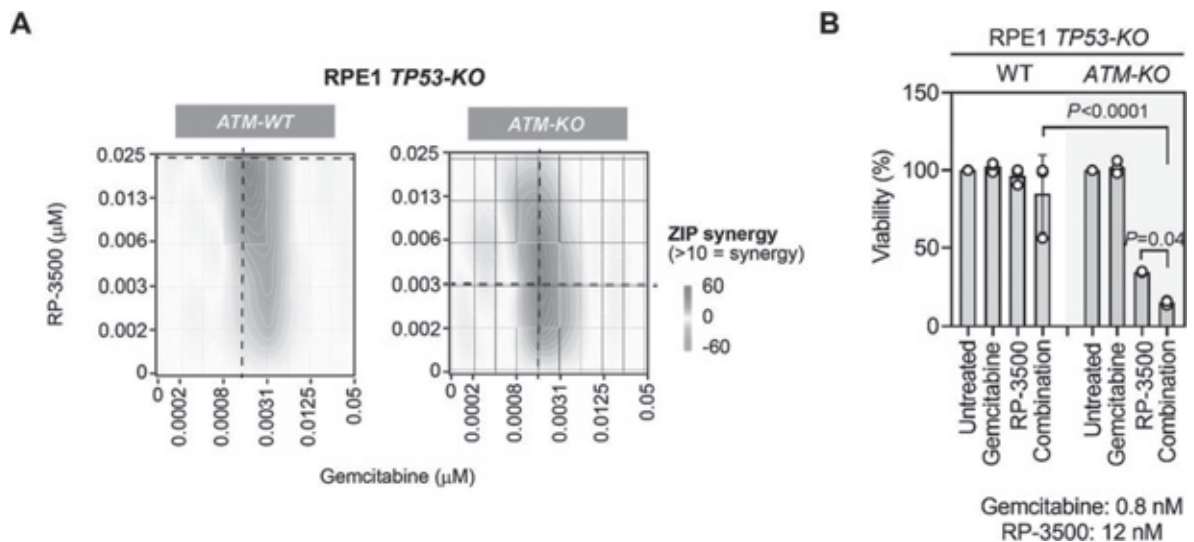 A
RPE1 TP53-KO
ATM-WT
ATM-KO
0.025
0.013
0.006
0.003
0.002
0
RP-3500 (μM)
0
0.0002
0.0008
0.0031
0.0125
0.05
0.025
0.013
0.006
0.003
0.002
0
0
0.0002
0.0008
0.0031
0.0125
0.05
Gemcitabine (μM)
ZIP synergy
(>10 = synergy)
60
0
-60
B
RPE1 TP53-KO
WT
ATM-KO
150
100
50
0
Viability (%)
P<0.0001
P=0.04
Untreated
Gemcitabine
RP-3500
Combination
Untreated
Gemcitabine
RP-3500
Combination
Gemcitabine: 0.8 nM
RP-3500: 12 nM